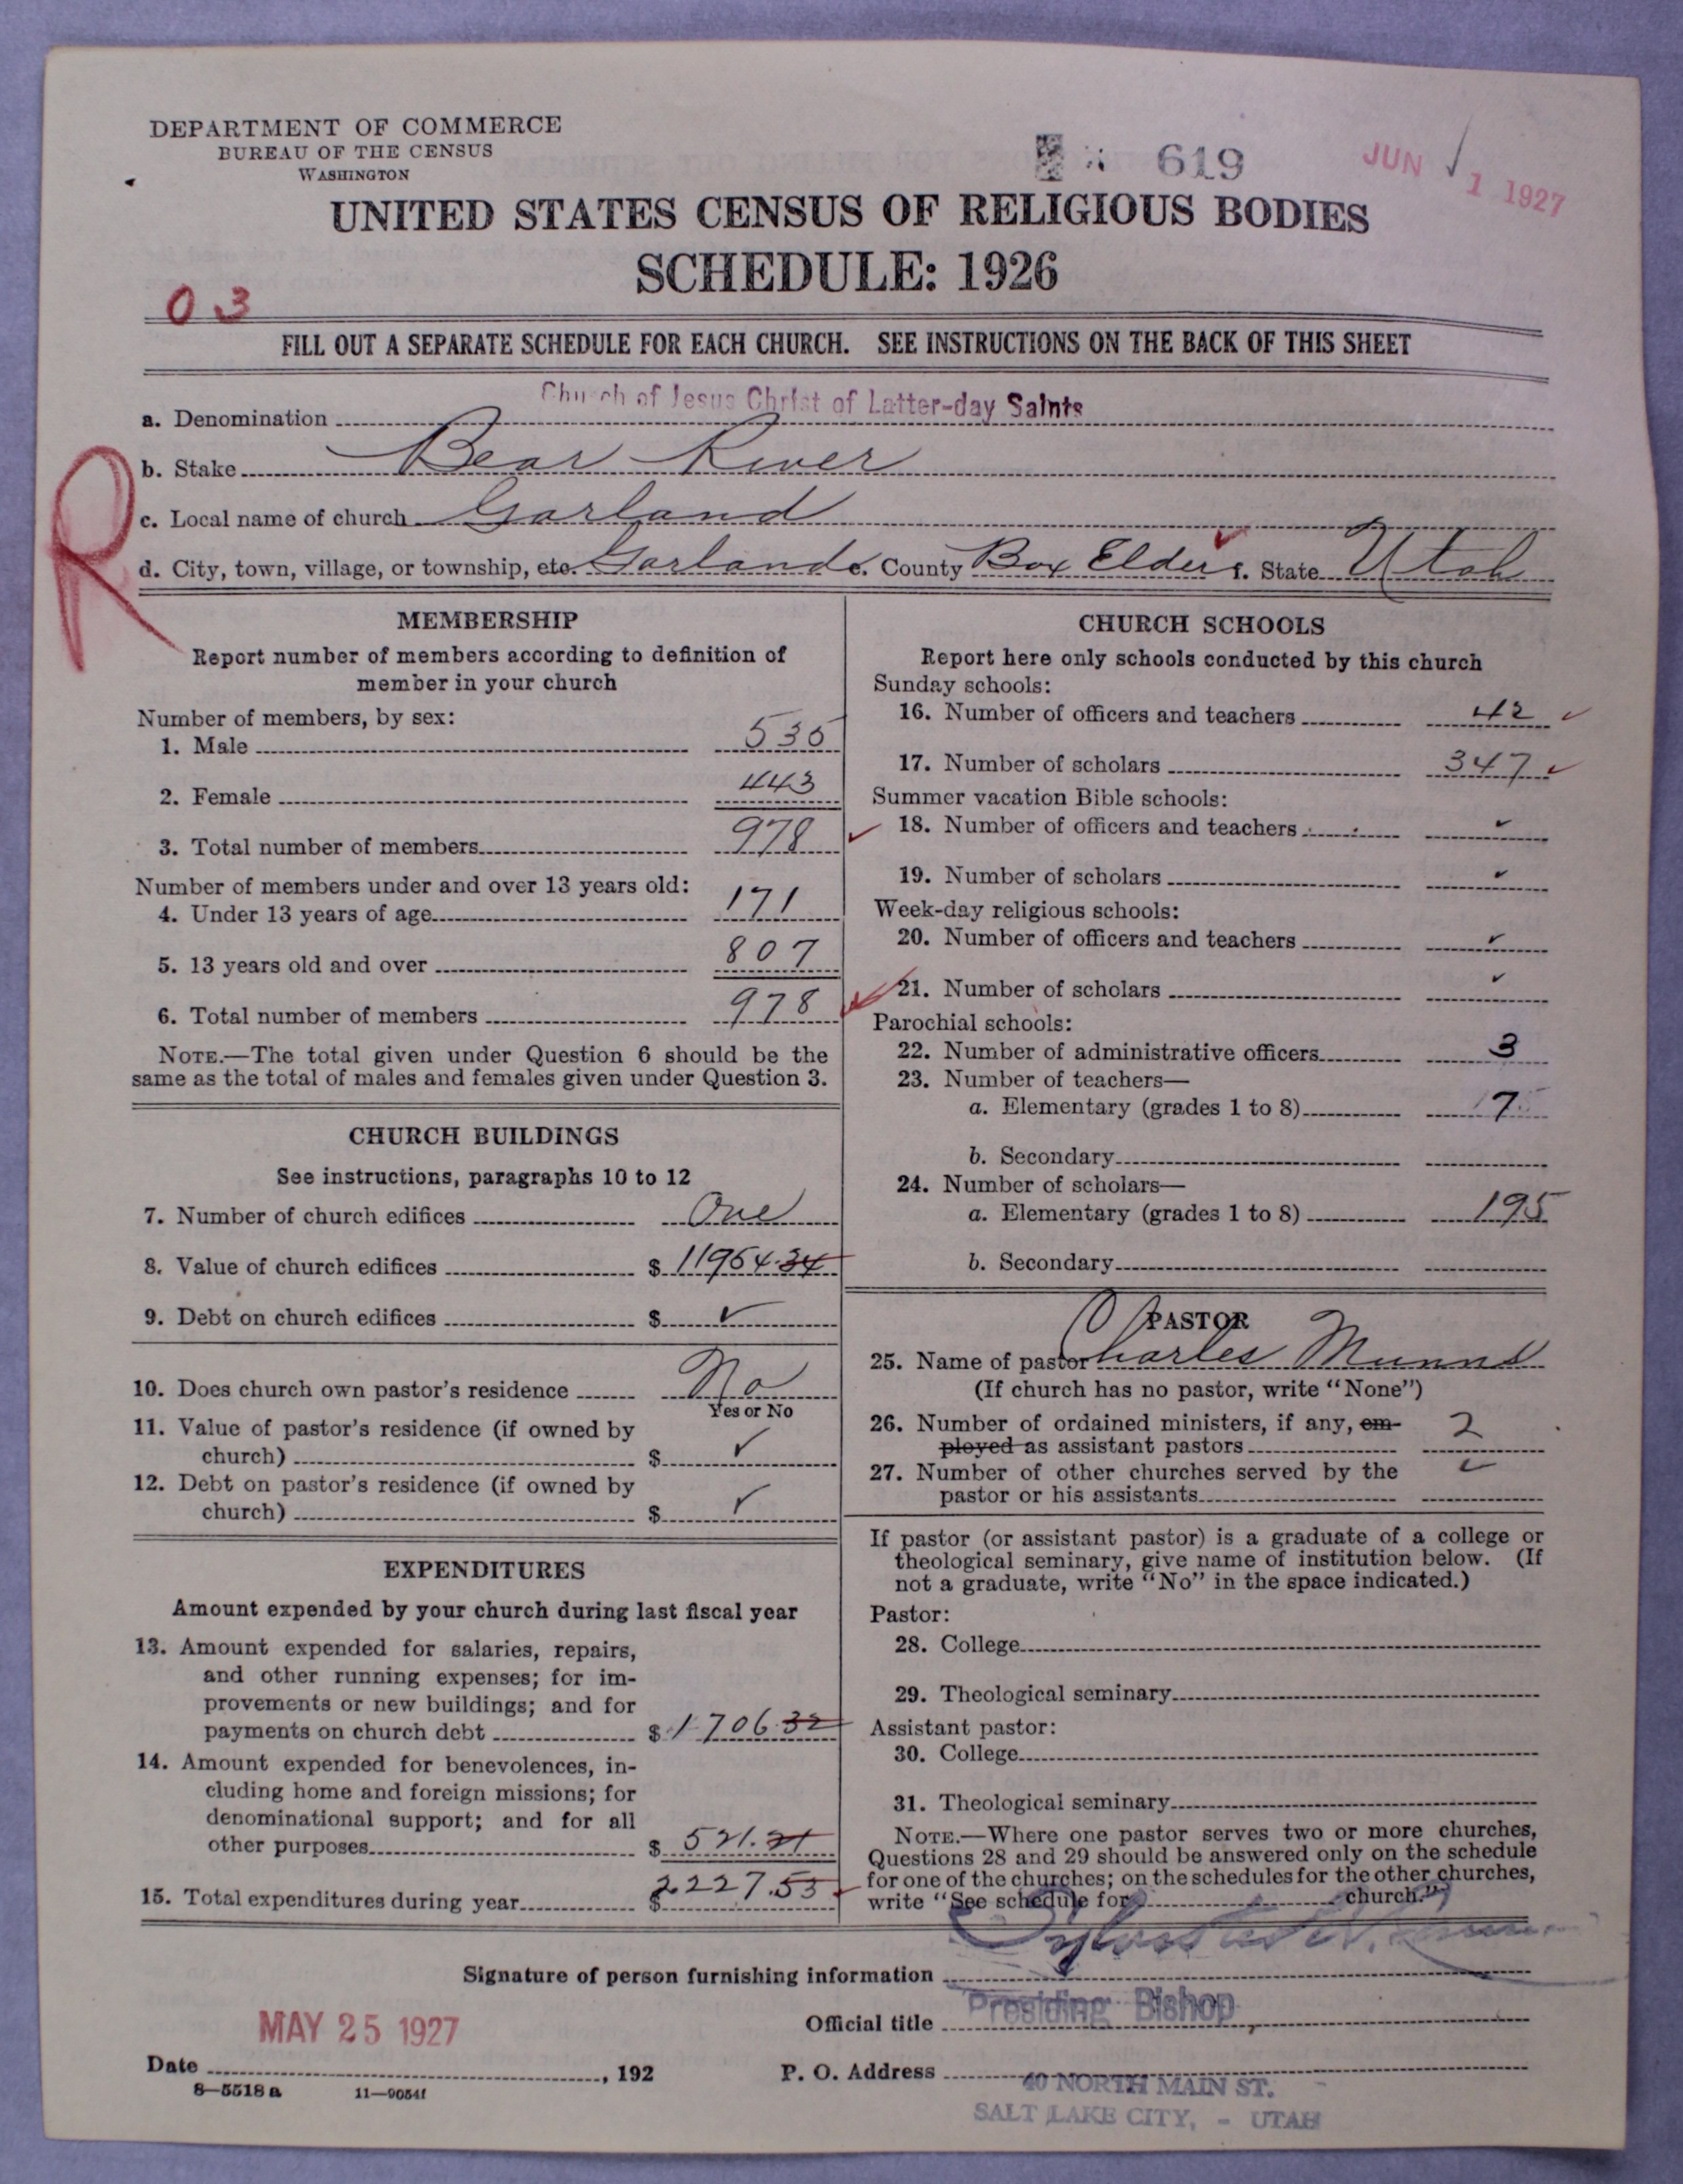 DEPARTMENT OF COMMERCE
BUREAU OF THE CENSUS
WASHINGTON
619
JUN 1 1927
UNITED STATES CENSUS OF RELIGIOUS BODIES
SCHEDULE: 1926
03
FILL OUT A SEPARATE SCHEDULE FOR EACH CHURCH. SEE INSTRUCTIONS ON THE BACK OF THIS SHEET
a. Denomination Church of Jesus Christ of Latter-day Saints
b. Stake Bear River
R
c. Local name of church Garland
d. City, town, village, or township, etc. Garland e. County Box Elder f. State Utah
MEMBERSHIP
Report number of members according to definition of
member in your church
Number of members, by sex:
1. Male 535
2. Female 443
3. Total number of members 978
Number of members under and over 13 years old:
4. Under 13 years of age 171
5. 13 years old and over 807
6. Total number of members 978
NOTE.—The total given under Question 6 should be the
same as the total of males and females given under Question 3.
CHURCH BUILDINGS
See instructions, paragraphs 10 to 12
7. Number of church edifices One
8. Value of church edifices $ 11964.34
9. Debt on church edifices $ ✓
10. Does church own pastor's residence No
Yes or No
11. Value of pastor's residence (if owned by
church) $ ✓
12. Debt on pastor's residence (if owned by
church) $ ✓
EXPENDITURES
Amount expended by your church during last fiscal year
13. Amount expended for salaries, repairs,
and other running expenses; for im-
provements or new buildings; and for
payments on church debt $ 1706.32
14. Amount expended for benevolences, in-
cluding home and foreign missions; for
denominational support; and for all
other purposes $ 521.21
15. Total expenditures during year $ 2227.53
CHURCH SCHOOLS
Report here only schools conducted by this church
Sunday schools:
16. Number of officers and teachers 42
17. Number of scholars 347
Summer vacation Bible schools:
18. Number of officers and teachers ✓
19. Number of scholars ✓
Week-day religious schools:
20. Number of officers and teachers ✓
21. Number of scholars ✓
Parochial schools:
22. Number of administrative officers 3
23. Number of teachers—
a. Elementary (grades 1 to 8) 7
b. Secondary
24. Number of scholars—
a. Elementary (grades 1 to 8) 195
b. Secondary
PASTOR
25. Name of pastor Charles Munns
(If church has no pastor, write "None")
26. Number of ordained ministers, if any, em-
ployed as assistant pastors 2
27. Number of other churches served by the
pastor or his assistants ✓
If pastor (or assistant pastor) is a graduate of a college or
theological seminary, give name of institution below. (If
not a graduate, write "No" in the space indicated.)
Pastor:
28. College
29. Theological seminary
Assistant pastor:
30. College
31. Theological seminary
NOTE.—Where one pastor serves two or more churches,
Questions 28 and 29 should be answered only on the schedule
for one of the churches; on the schedules for the other churches,
write "See schedule for church."
Signature of person furnishing information
Official title Presiding Bishop
MAY 25 1927
Date , 192
P. O. Address 40 NORTH MAIN ST.
SALT LAKE CITY, - UTAH
8—5518 a 11—9054f